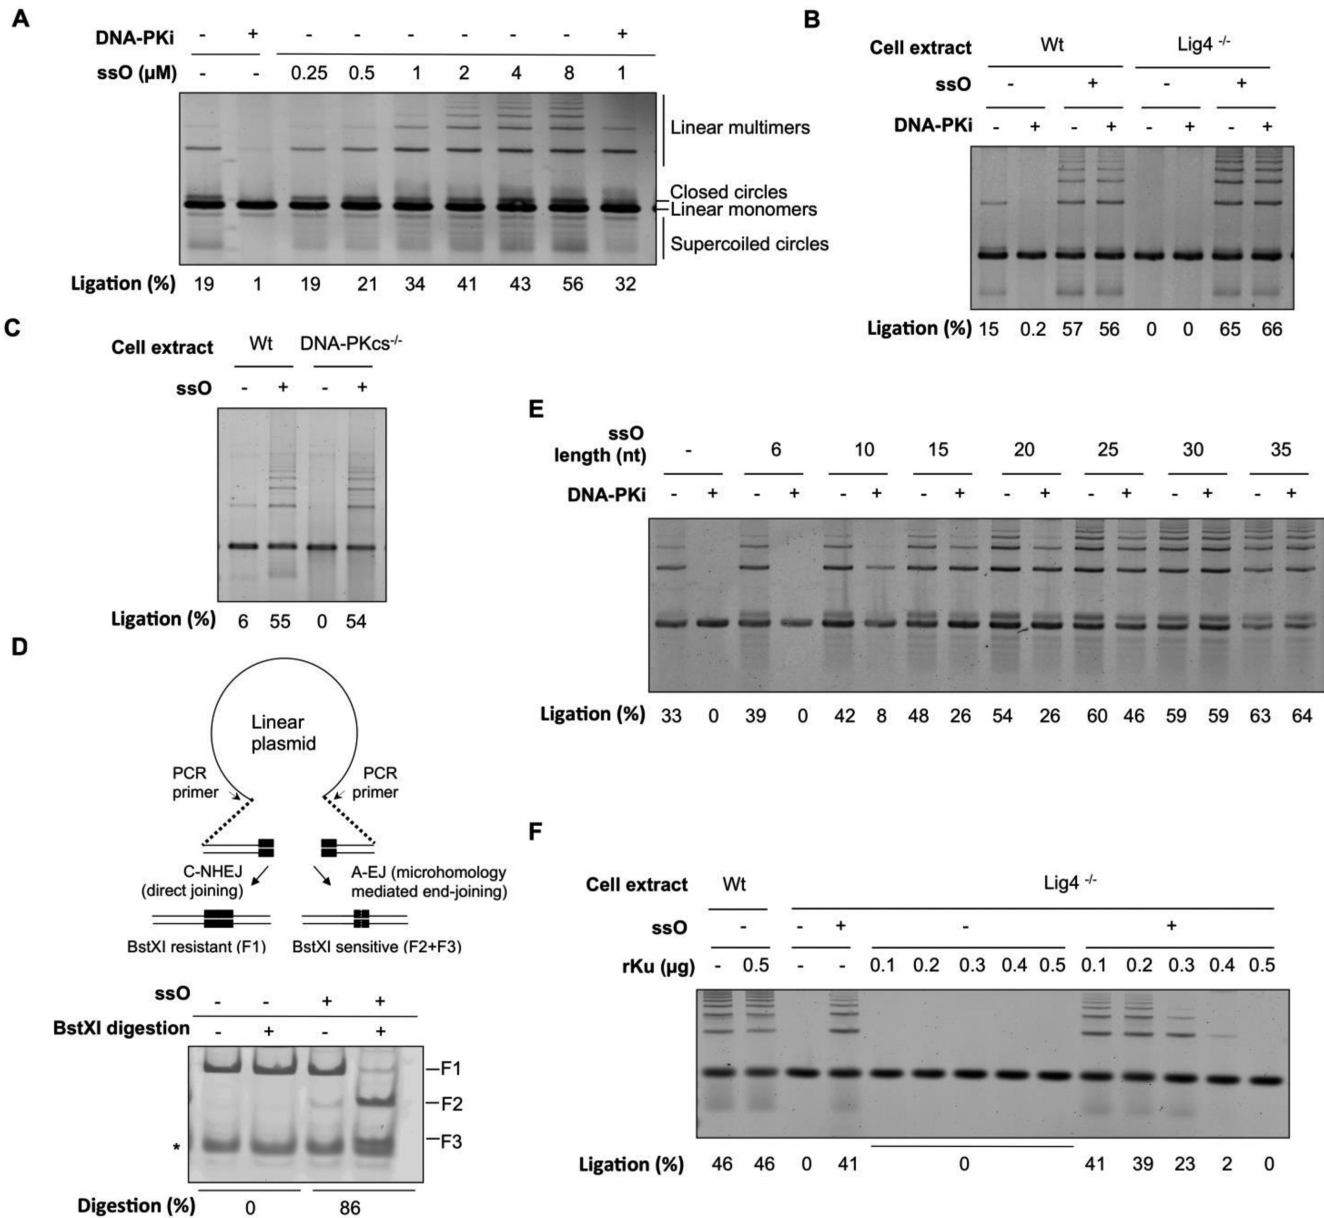 A
DNA-PKi - + - - - - - - +
ssO (µM) - - 0.25 0.5 1 2 4 8 1
Linear multimers
Closed circles
Linear monomers
Supercoiled circles
Ligation (%) 19 1 19 21 34 41 43 56 32
B
Cell extract Wt Lig4 -/-
ssO - + - +
DNA-PKi - + - + - + - +
Ligation (%) 15 0.2 57 56 0 0 65 66
C
Cell extract Wt DNA-PKcs-/-
ssO - + - +
Ligation (%) 6 55 0 54
D
Linear
plasmid
PCR
primer
PCR
primer
C-NHEJ
(direct joining)
A-EJ (microhomology
mediated end-joining)
BstXI resistant (F1)
BstXI sensitive (F2+F3)
ssO - - + +
BstXI digestion - + - +
F1
F2
F3
*
Digestion (%) 0 86
E
ssO
length (nt) - 6 10 15 20 25 30 35
DNA-PKi - + - + - + - + - + - + - + - +
Ligation (%) 33 0 39 0 42 8 48 26 54 26 60 46 59 59 63 64
F
Cell extract Wt Lig4 -/-
ssO - - + - +
rKu (µg) - 0.5 - - 0.1 0.2 0.3 0.4 0.5 0.1 0.2 0.3 0.4 0.5
Ligation (%) 46 46 0 41 0 41 39 23 2 0